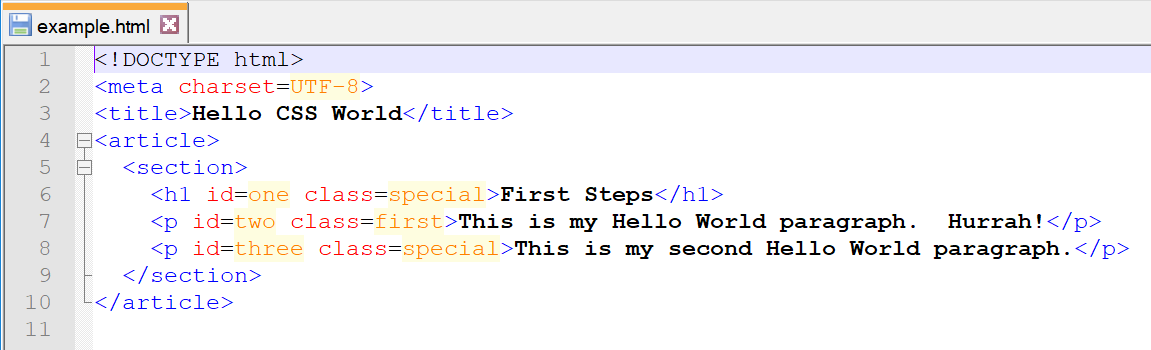 example.html
1 <!DOCTYPE html>
2 <meta charset=UTF-8>
3 <title>Hello CSS World</title>
4 <article>
5   <section>
6     <h1 id=one class=special>First Steps</h1>
7     <p id=two class=first>This is my Hello World paragraph.  Hurrah!</p>
8     <p id=three class=special>This is my second Hello World paragraph.</p>
9   </section>
10 </article>
11